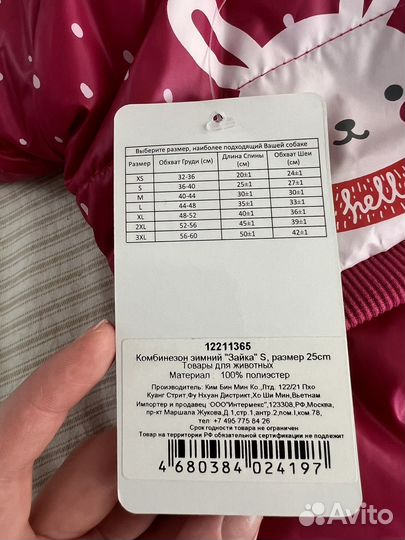 Выберите размер, наиболее подходящий Вашей собаке
Размер Обхват Груди (см) Длина Спины (см) Обхват Шеи (см)
XS 32-36 20±1 24±1
S 36-40 25±1 27±1
M 40-44 30±1 30±1
L 44-48 35±1 33±1
XL 48-52 40±1 36±1
2XL 52-56 45±1 39±1
3XL 56-60 50±1 42±1
hello
12211365
Комбинезон зимний "Зайка" S, размер 25cm
Товары для животных
Материал : 100% полиэстер
Производитель: Ким Бин Мин Ко.,Лтд. 122/21 Пхо
Куанг Стрит,Фу Нхуан Дистрикт,Хо Ши Мин,Вьетнам
Импортер и продавец ООО"Интермекс",123308,РФ,Москва,
пр-кт Маршала Жукова,Д.1,стр.1,антр.2,пом.I,ком.78,
тел: +7 495 775 84 26
Срок годности товара не ограничен
Товар на территории РФ обязательной сертификации не подлежит
4 680384 024197
Avito